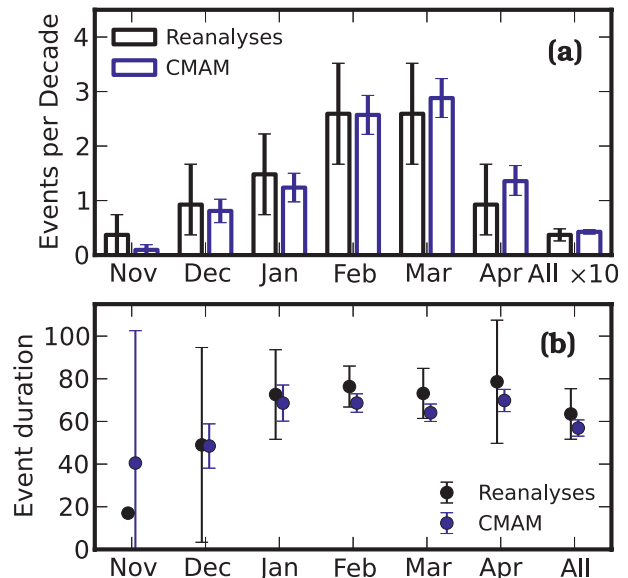 4
3
2
1
0
Events per Decade
Reanalyses
CMAM
(a)
Nov Dec Jan Feb Mar Apr All ×10
100
80
60
40
20
0
Event duration
(b)
Reanalyses
CMAM
Nov Dec Jan Feb Mar Apr All